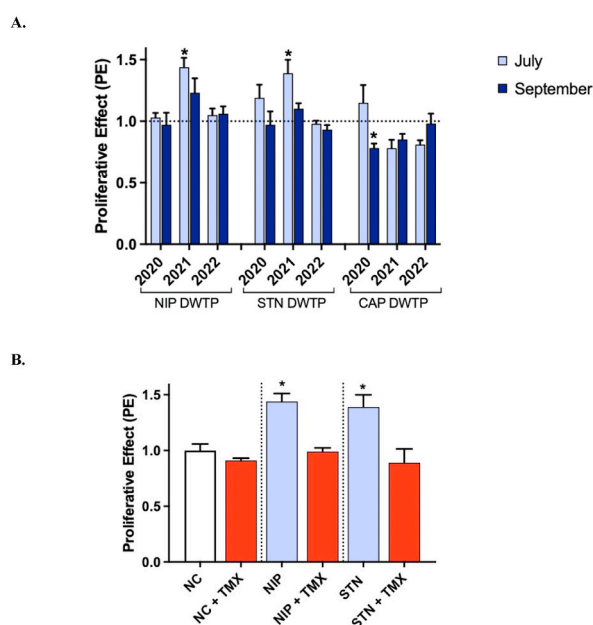 A.
Proliferative Effect (PE)
1.5
1.0
0.5
0.0
*
*
*
July
September
2020
2021
2022
2020
2021
2022
2020
2021
2022
NIP DWTP
STN DWTP
CAP DWTP
B.
Proliferative Effect (PE)
1.5
1.0
0.5
0.0
*
*
NC
NC + TMX
NIP
NIP + TMX
STN
STN + TMX